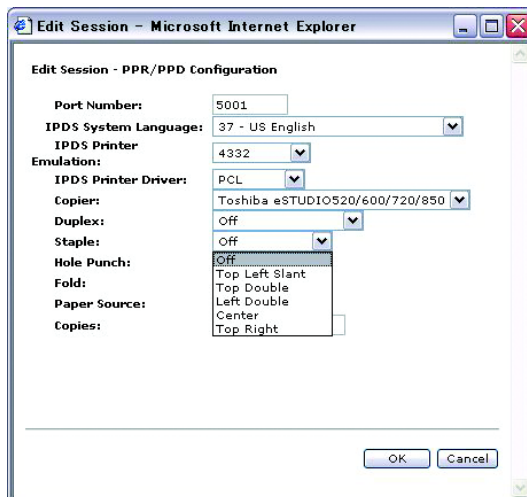 Edit Session - Microsoft Internet Explorer
Edit Session - PPR/PPD Configuration
Port Number: 5001
IPDS System Language: 37 - US English
IPDS Printer Emulation: 4332
IPDS Printer Driver: PCL
Copier: Toshiba eSTUDIO520/600/720/850
Duplex: Off
Staple: Off
Hole Punch: Off
Fold: Top Left Slant
Top Double
Paper Source: Left Double
Center
Copies: Top Right
OK Cancel